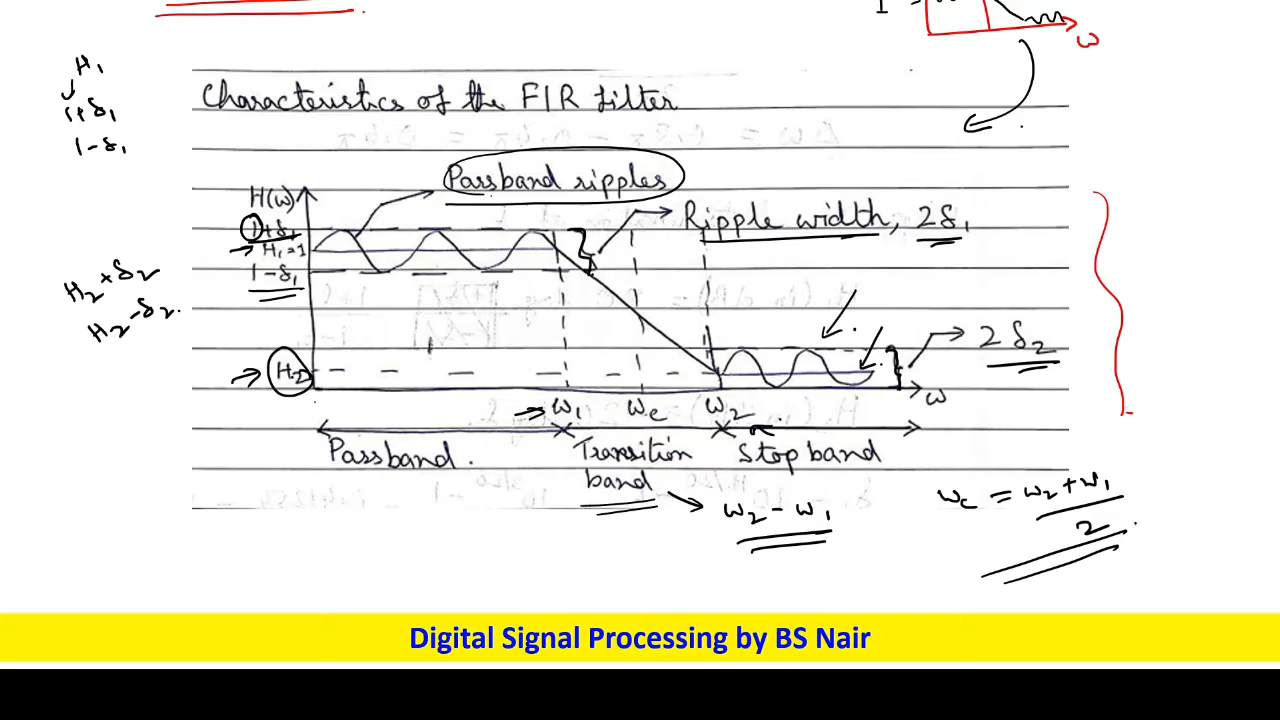 1 =
ω
H₁
1+δ₁
1-δ₁
Characteristics of the FIR filter
Passband ripples
H(ω)
Ripple width, 2δ₁
1+δ₁
H₁=1
1-δ₁
H₂+δ₂
H₂-δ₂.
2δ₂
H₂
ω₁ ωc ω₂ ω
Passband. Transition band Stop band
ω₂ - ω₁
ωc = ω₂+ω₁
2
Digital Signal Processing by BS Nair